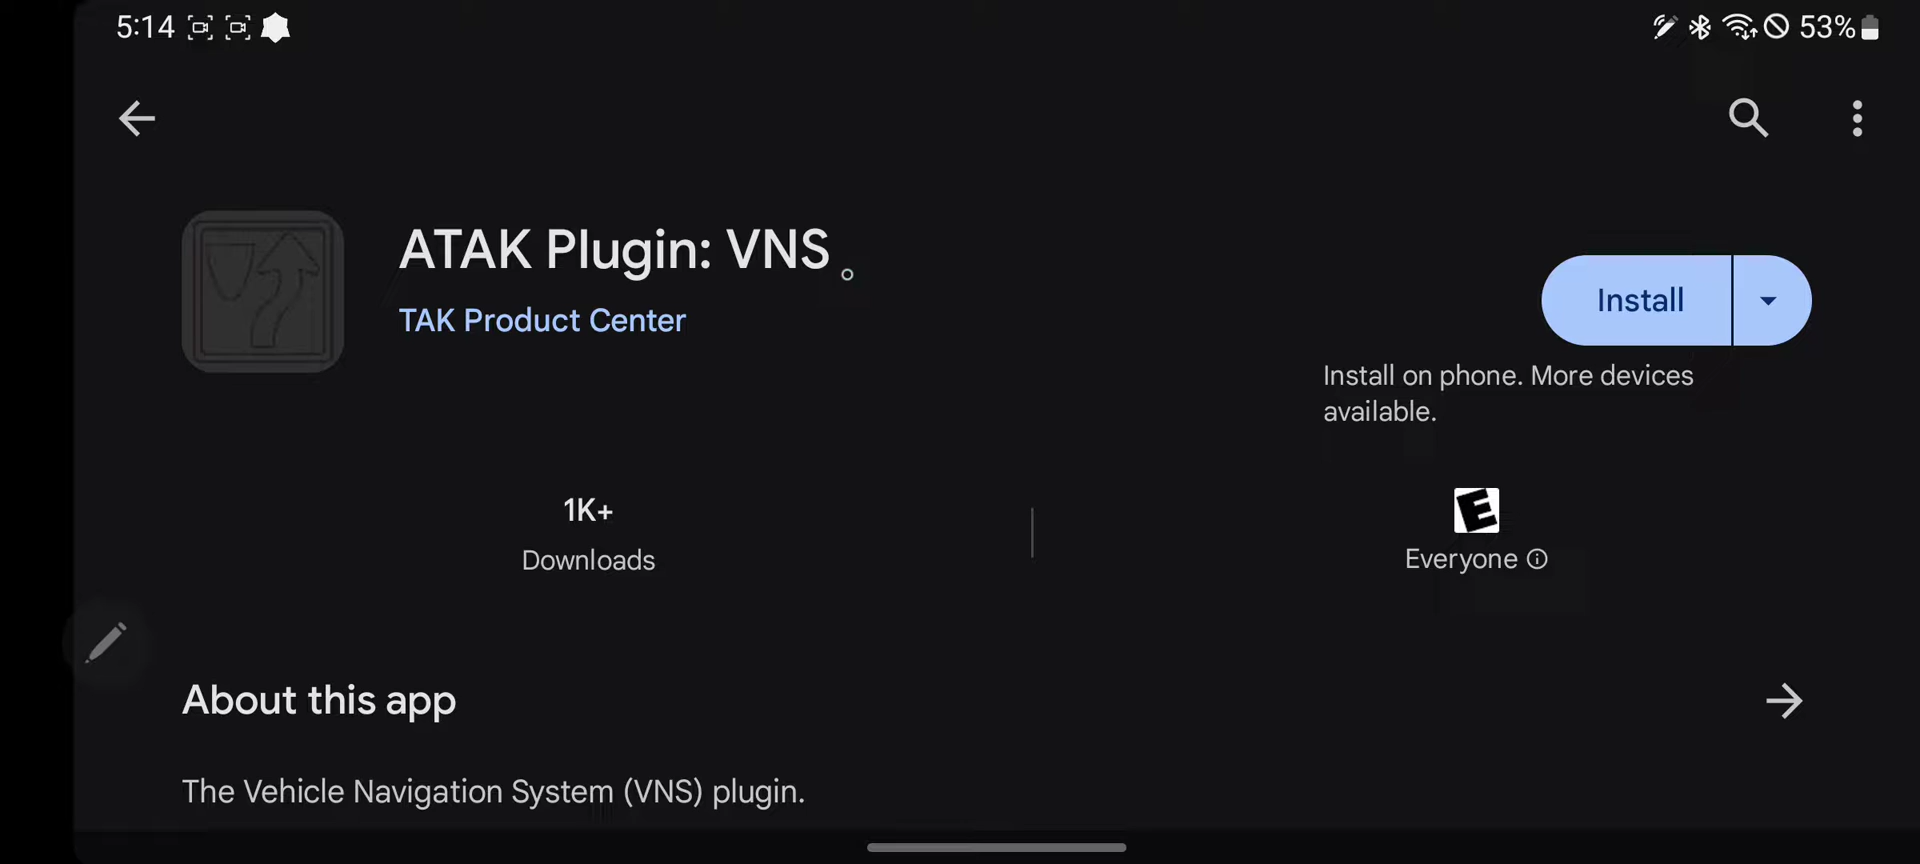 5:14
53%
ATAK Plugin: VNS
TAK Product Center
Install
Install on phone. More devices
available.
1K+
Downloads
E
Everyone
About this app
The Vehicle Navigation System (VNS) plugin.